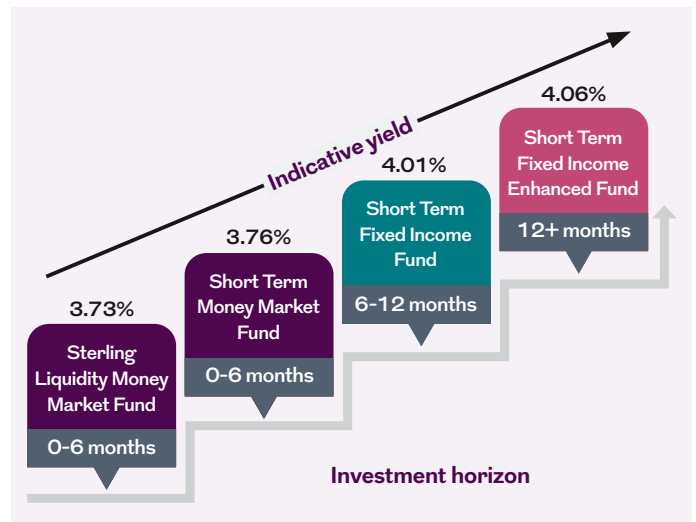 4.06%
Short Term
Fixed Income
Enhanced Fund
12+ months
Indicative yield
4.01%
Short Term
Fixed Income
Fund
6-12 months
3.76%
Short Term
Money Market
Fund
0-6 months
3.73%
Sterling
Liquidity Money
Market Fund
0-6 months
Investment horizon